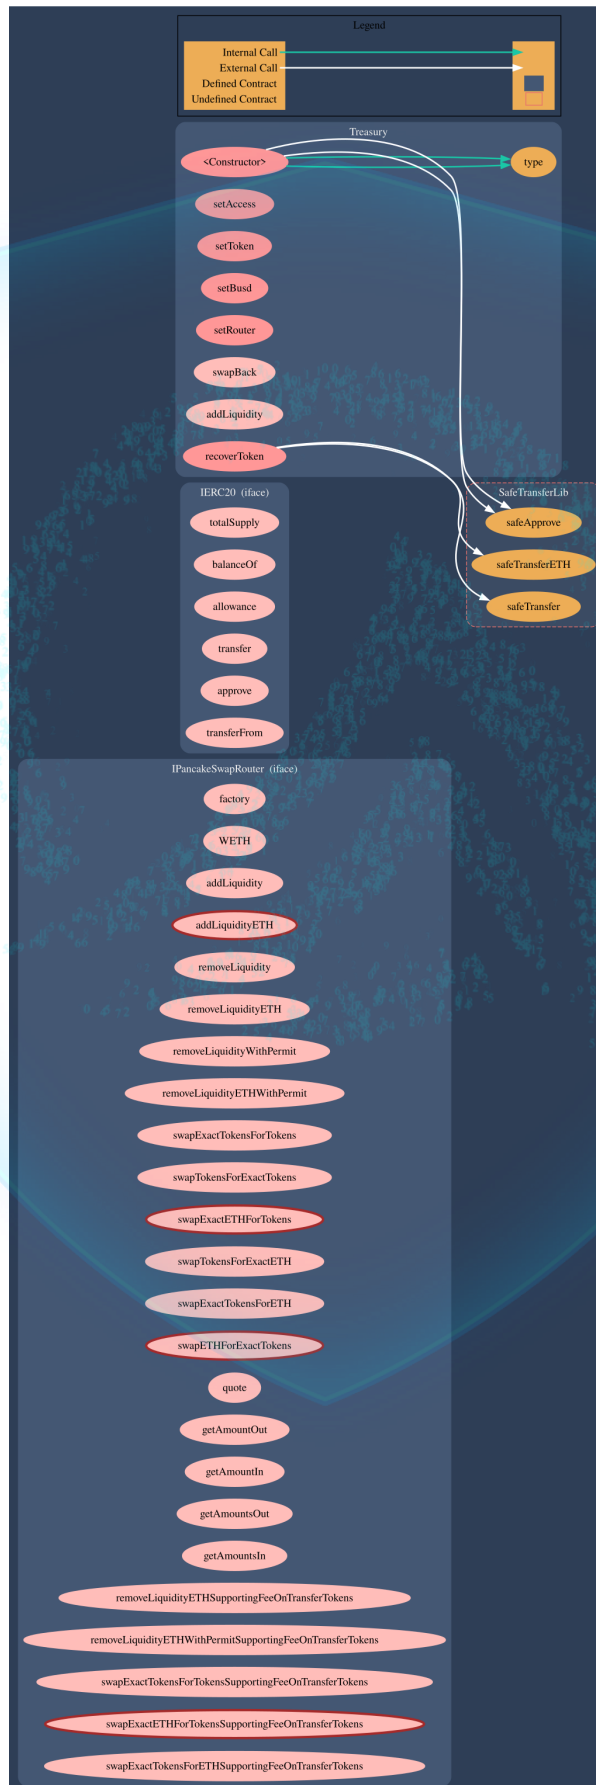 Legend
Internal Call
External Call
Defined Contract
Undefined Contract
Treasury
<Constructor>
type
setAccess
setToken
setBusd
setRouter
swapBack
addLiquidity
recoverToken
IERC20 (iface)
SafeTransferLib
totalSupply
safeApprove
balanceOf
safeTransferETH
allowance
safeTransfer
transfer
approve
transferFrom
IPancakeSwapRouter (iface)
factory
WETH
addLiquidity
addLiquidityETH
removeLiquidity
removeLiquidityETH
removeLiquidityWithPermit
removeLiquidityETHWithPermit
swapExactTokensForTokens
swapTokensForExactTokens
swapExactETHForTokens
swapTokensForExactETH
swapExactTokensForETH
swapETHForExactTokens
quote
getAmountOut
getAmountIn
getAmountsOut
getAmountsIn
removeLiquidityETHSupportingFeeOnTransferTokens
removeLiquidityETHWithPermitSupportingFeeOnTransferTokens
swapExactTokensForTokensSupportingFeeOnTransferTokens
swapExactETHForTokensSupportingFeeOnTransferTokens
swapExactTokensForETHSupportingFeeOnTransferTokens